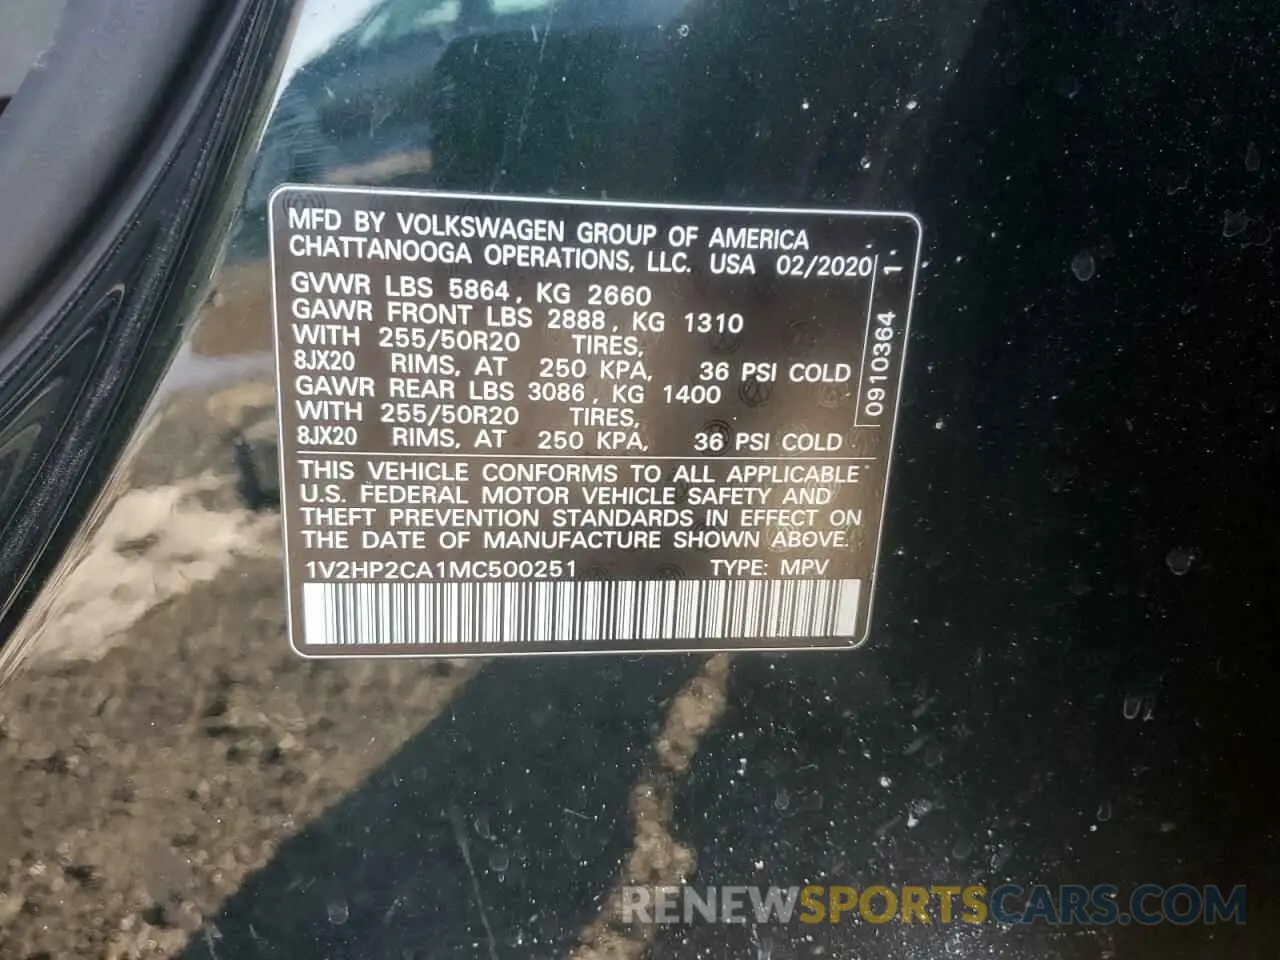 MFD BY VOLKSWAGEN GROUP OF AMERICA
CHATTANOOGA OPERATIONS, LLC. USA 02/2020
GVWR LBS 5864, KG 2660
GAWR FRONT LBS 2888, KG 1310
WITH 255/50R20 TIRES,
8JX20 RIMS, AT 250 KPA, 36 PSI COLD
GAWR REAR LBS 3086, KG 1400
WITH 255/50R20 TIRES,
8JX20 RIMS, AT 250 KPA, 36 PSI COLD
0910364 1
THIS VEHICLE CONFORMS TO ALL APPLICABLE
U.S. FEDERAL MOTOR VEHICLE SAFETY AND
THEFT PREVENTION STANDARDS IN EFFECT ON
THE DATE OF MANUFACTURE SHOWN ABOVE.
1V2HP2CA1MC500251 TYPE: MPV
RENEWSPORTSCARS.COM